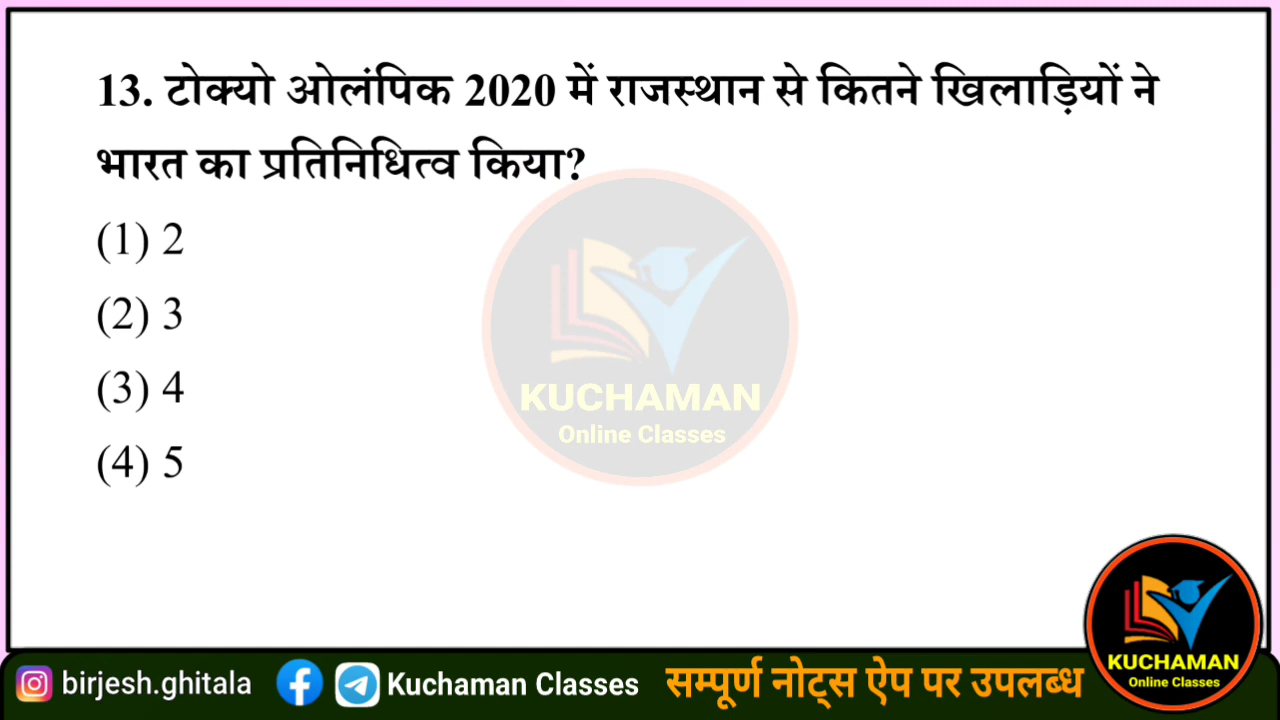 13. टोक्यो ओलंपिक 2020 में राजस्थान से कितने खिलाड़ियों ने
भारत का प्रतिनिधित्व किया?
(1) 2
(2) 3
(3) 4
(4) 5
KUCHAMAN
Online Classes
birjesh.ghitala
Kuchaman Classes
सम्पूर्ण नोट्स ऐप पर उपलब्ध
KUCHAMAN
Online Classes